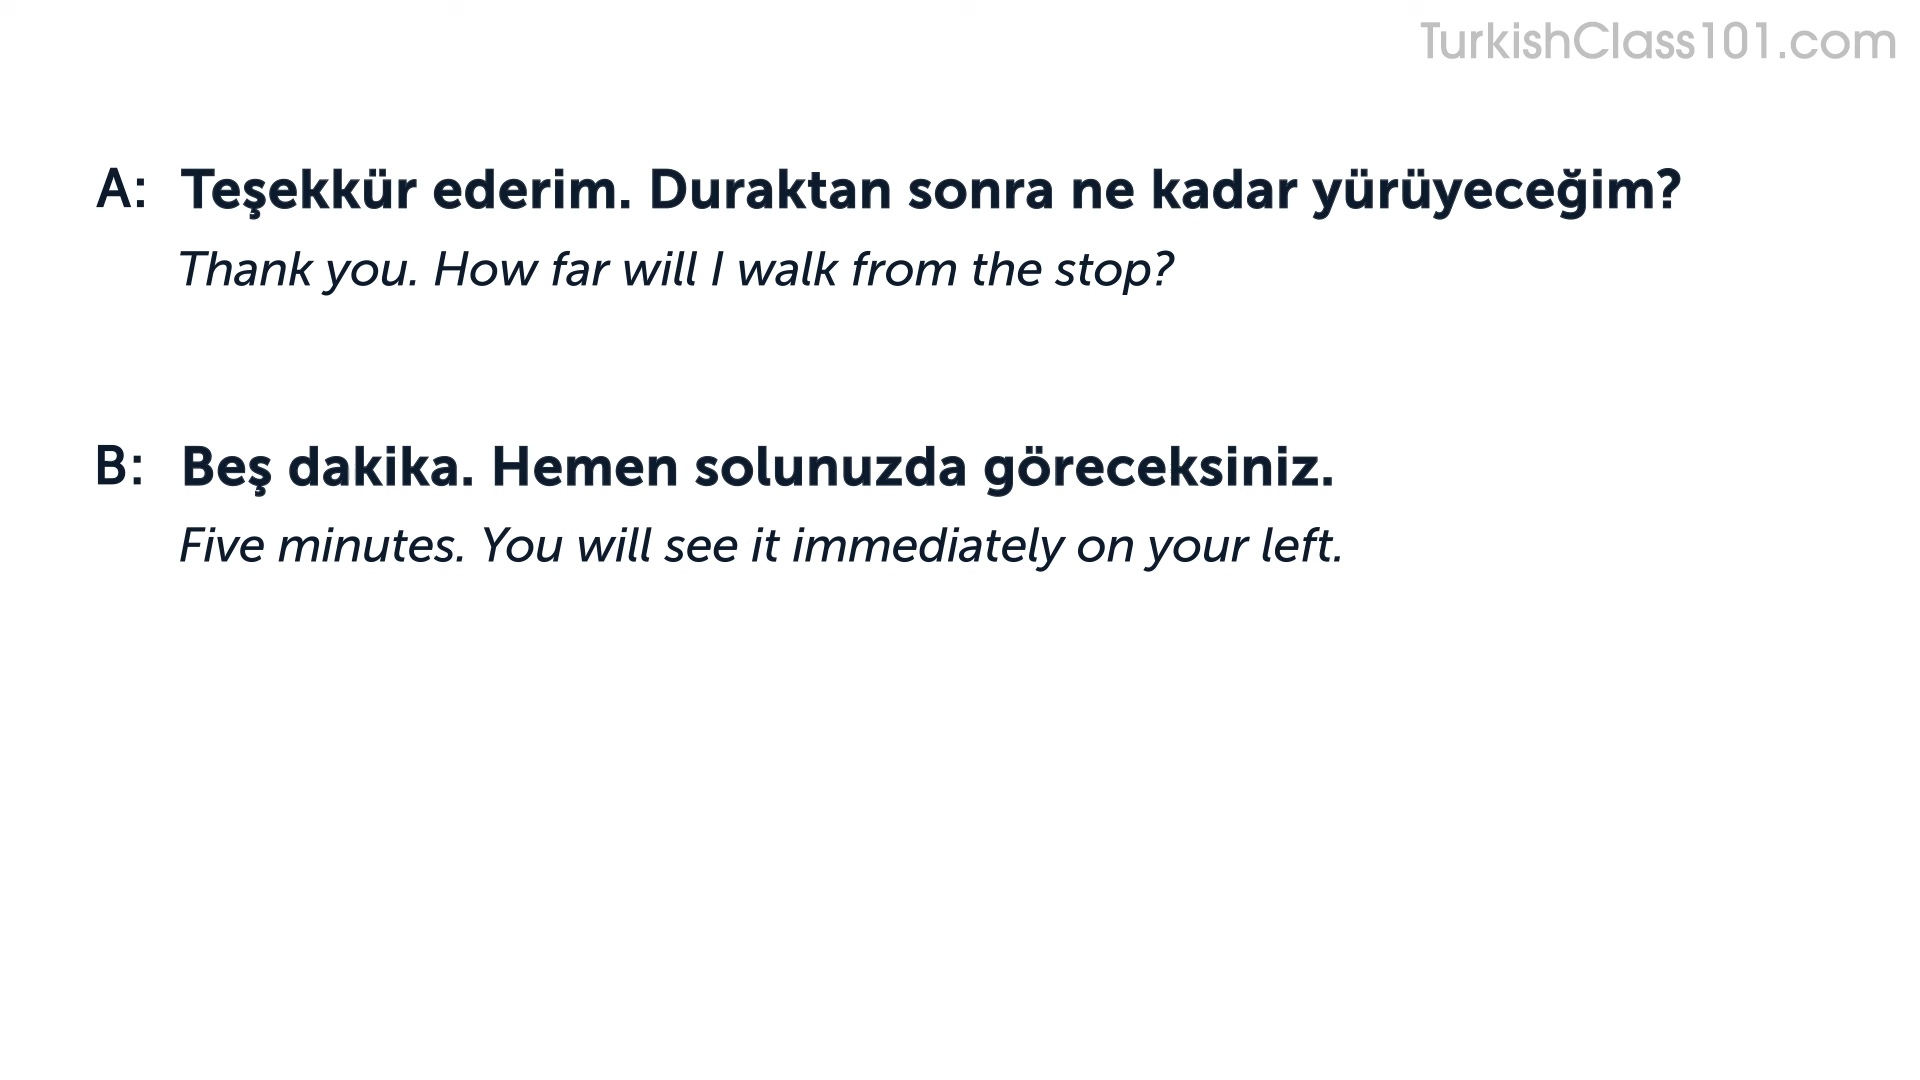 TurkishClass101.com
A: Teşekkür ederim. Duraktan sonra ne kadar yürüyeceğim?
Thank you. How far will I walk from the stop?
B: Beş dakika. Hemen solunuzda göreceksiniz.
Five minutes. You will see it immediately on your left.